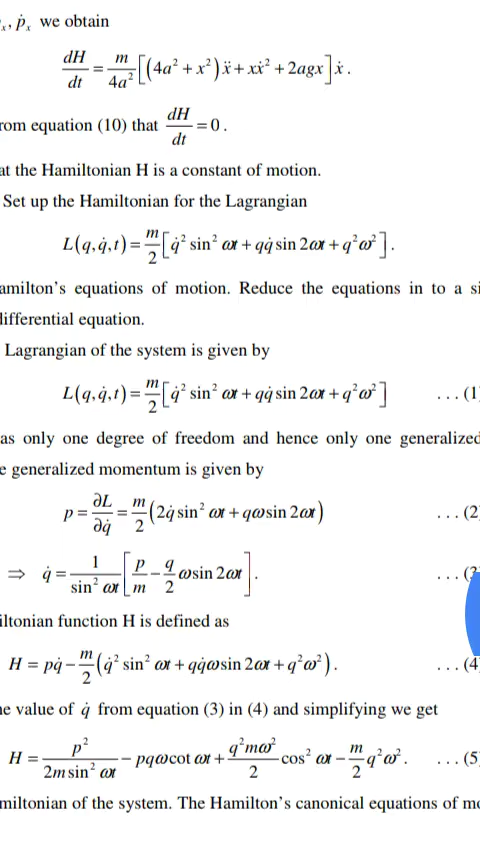 , ṗₓ we obtain
dH/dt = m/4a² [(4a² + x²)ẍ + xẋ² + 2agx]ẋ .
rom equation (10) that dH/dt = 0 .
at the Hamiltonian H is a constant of motion.
Set up the Hamiltonian for the Lagrangian
L(q,q̇,t) = m/2 [q̇² sin² ωt + qq̇ sin 2ωt + q²ω²] .
amilton's equations of motion. Reduce the equations in to a si
differential equation.
Lagrangian of the system is given by
L(q,q̇,t) = m/2 [q̇² sin² ωt + qq̇ sin 2ωt + q²ω²] . . . (1
as only one degree of freedom and hence only one generalized
e generalized momentum is given by
p = ∂L/∂q̇ = m/2 (2q̇ sin² ωt + qω sin 2ωt) . . . (2
⇒ q̇ = 1/sin² ωt [p/m − q/2 ω sin 2ωt] . . . . (3
iltonian function H is defined as
H = pq̇ − m/2 (q̇² sin² ωt + qq̇ω sin 2ωt + q²ω²) . . . . (4
he value of q̇ from equation (3) in (4) and simplifying we get
H = p²/2m sin² ωt − pqω cot ωt + q²mω²/2 cos² ωt − m/2 q²ω² . . . . (5
miltonian of the system. The Hamilton's canonical equations of mo